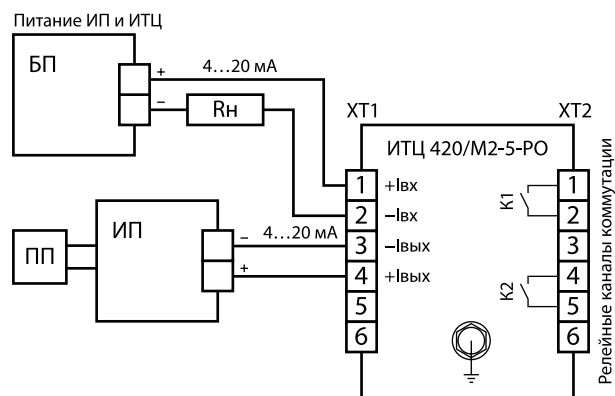 Питание ИП и ИТЦ
БП
+
4...20 мА
–
Rн
XT1
XT2
ИТЦ 420/М2-5-РО
1
+Iвх
2
–Iвх
3
–Iвых
4
+Iвых
5
6
K1
K2
1
2
3
4
5
6
Релейные каналы коммутации
ПП
ИП
–
4...20 мА
+